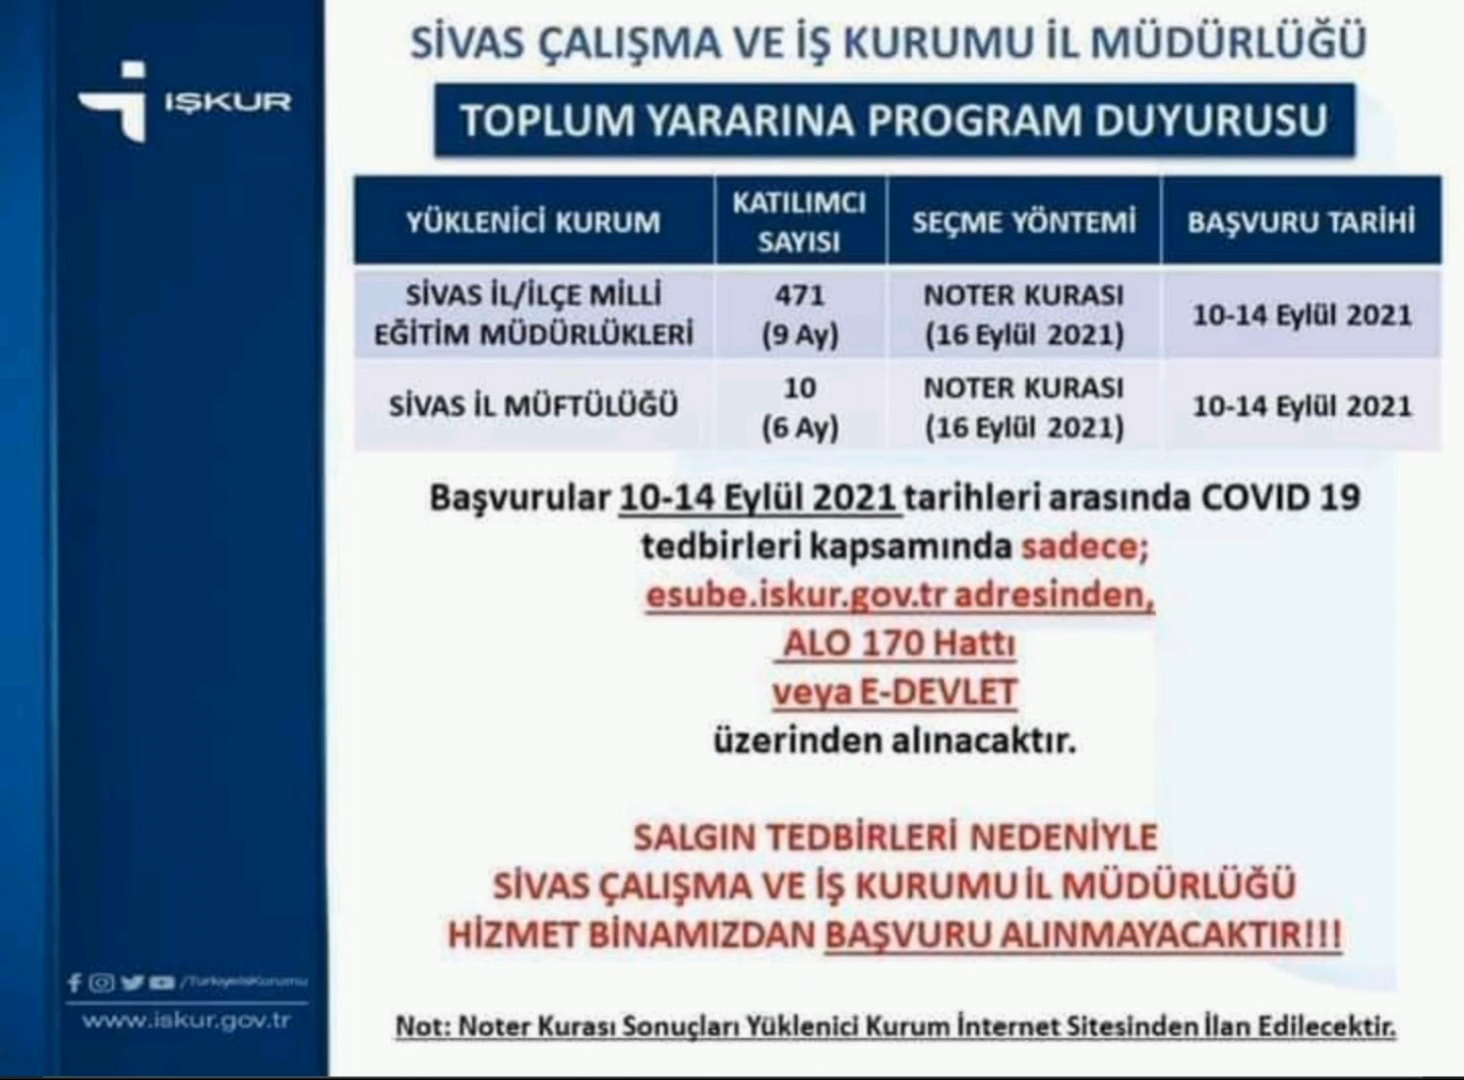 İŞKUR
SİVAS ÇALIŞMA VE İŞ KURUMU İL MÜDÜRLÜĞÜ
TOPLUM YARARINA PROGRAM DUYURUSU
YÜKLENİCİ KURUM KATILIMCI SAYISI SEÇME YÖNTEMİ BAŞVURU TARİHİ
SİVAS İL/İLÇE MİLLİ EĞİTİM MÜDÜRLÜKLERİ 471 (9 Ay) NOTER KURASI (16 Eylül 2021) 10-14 Eylül 2021
SİVAS İL MÜFTÜLÜĞÜ 10 (6 Ay) NOTER KURASI (16 Eylül 2021) 10-14 Eylül 2021
Başvurular 10-14 Eylül 2021 tarihleri arasında COVID 19
tedbirleri kapsamında sadece;
esube.iskur.gov.tr adresinden,
ALO 170 Hattı
veya E-DEVLET
üzerinden alınacaktır.
SALGIN TEDBİRLERİ NEDENİYLE
SİVAS ÇALIŞMA VE İŞ KURUMU İL MÜDÜRLÜĞÜ
HİZMET BİNAMIZDAN BAŞVURU ALINMAYACAKTIR!!!
/TurkiyeIsKurumu
www.iskur.gov.tr
Not: Noter Kurası Sonuçları Yüklenici Kurum İnternet Sitesinden İlan Edilecektir.